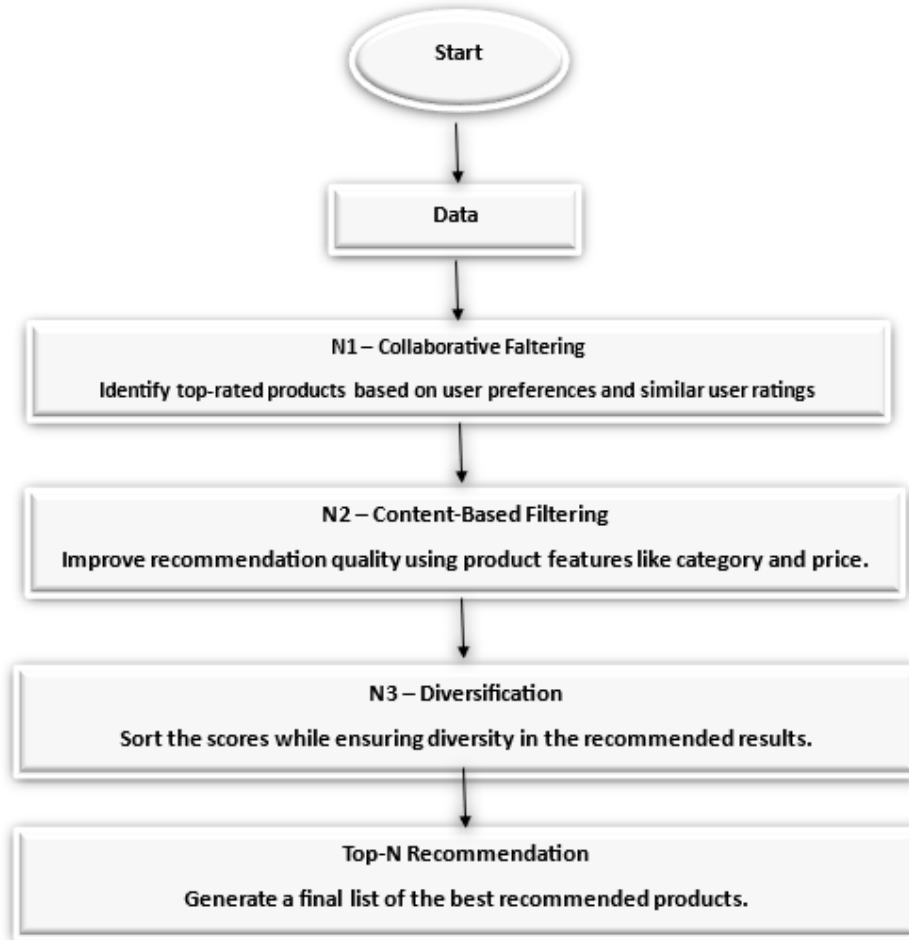 Start
Data
N1 – Collaborative Faltering
Identify top-rated products based on user preferences and similar user ratings
N2 – Content-Based Filtering
Improve recommendation quality using product features like category and price.
N3 – Diversification
Sort the scores while ensuring diversity in the recommended results.
Top-N Recommendation
Generate a final list of the best recommended products.